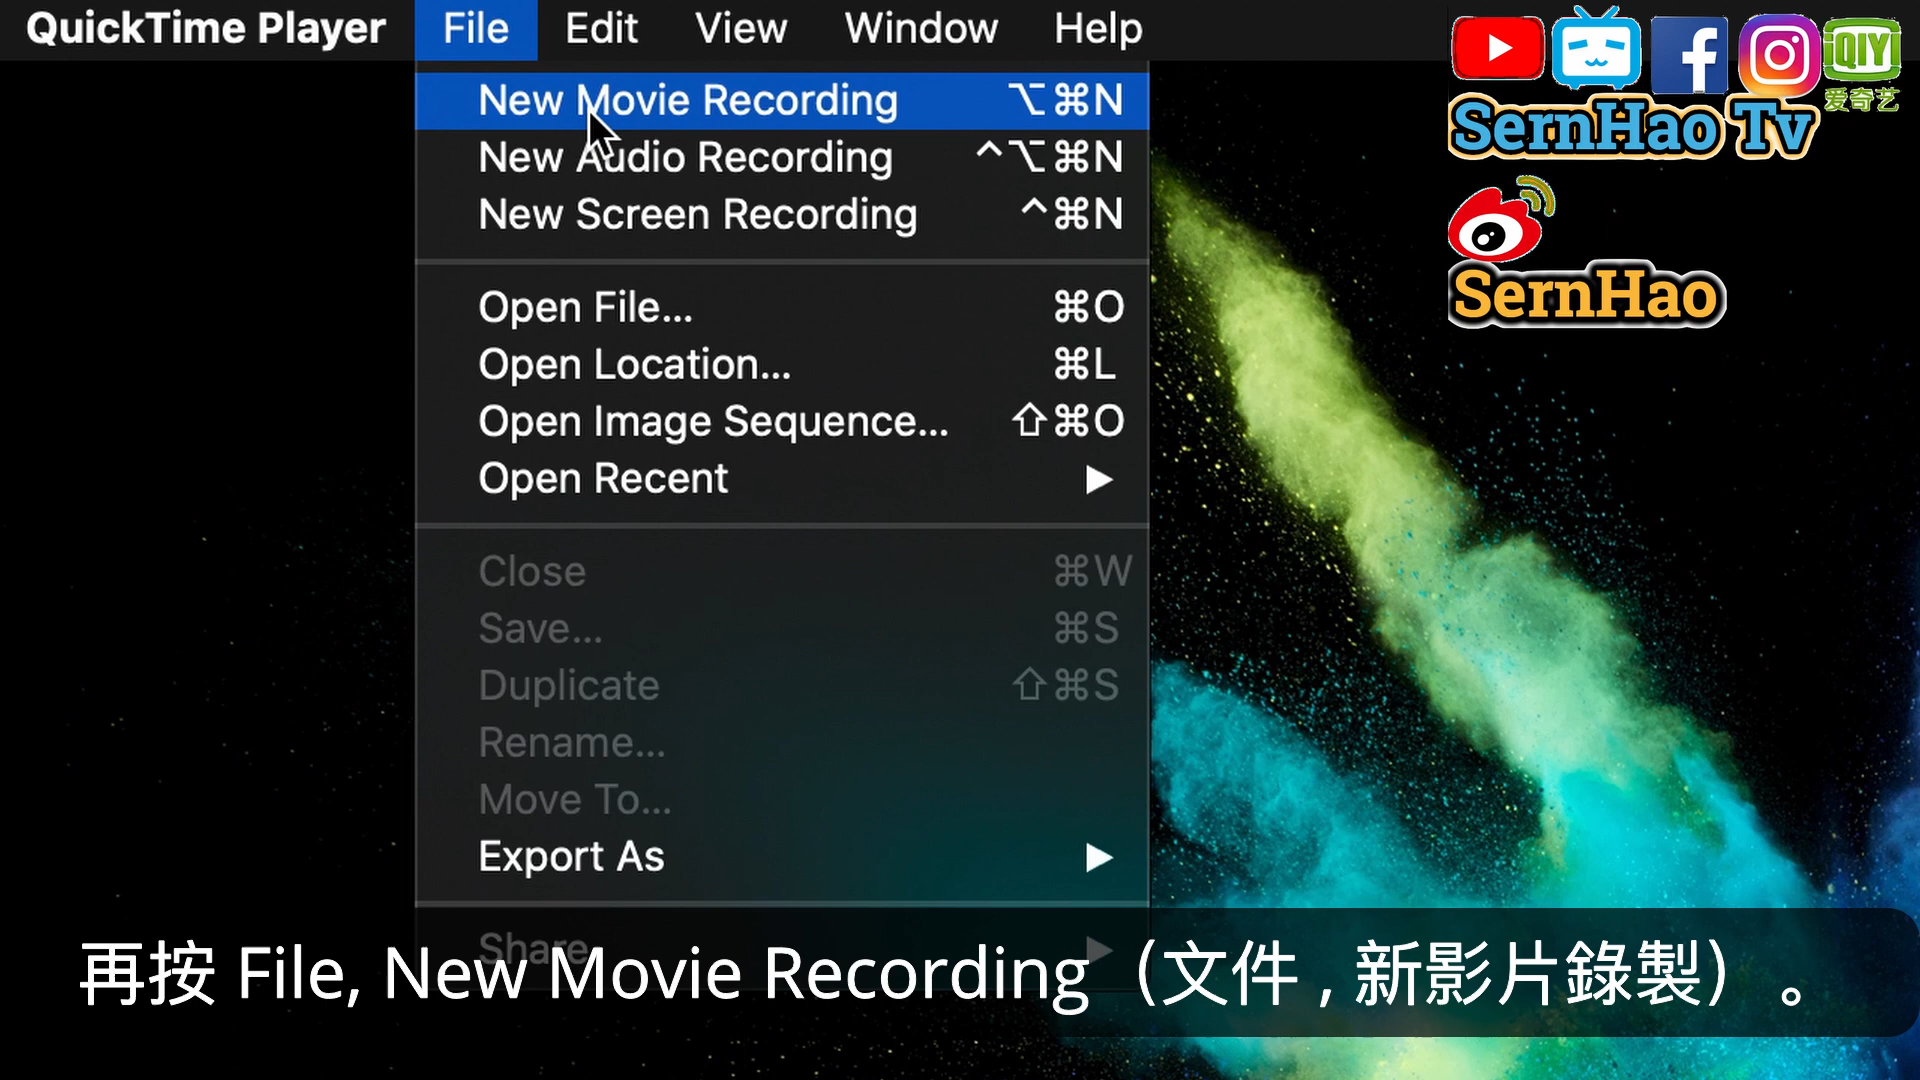 QuickTime Player File Edit View Window Help
New Movie Recording ⌥⌘N
New Audio Recording ^⌥⌘N
New Screen Recording ^⌘N
Open File... ⌘O
Open Location... ⌘L
Open Image Sequence... ⇧⌘O
Open Recent ▶
Close ⌘W
Save... ⌘S
Duplicate ⇧⌘S
Rename...
Move To...
Export As ▶
Share ▶
再按 File, New Movie Recording（文件 , 新影片錄製）。
iQIYI
爱奇艺
SernHao Tv
SernHao